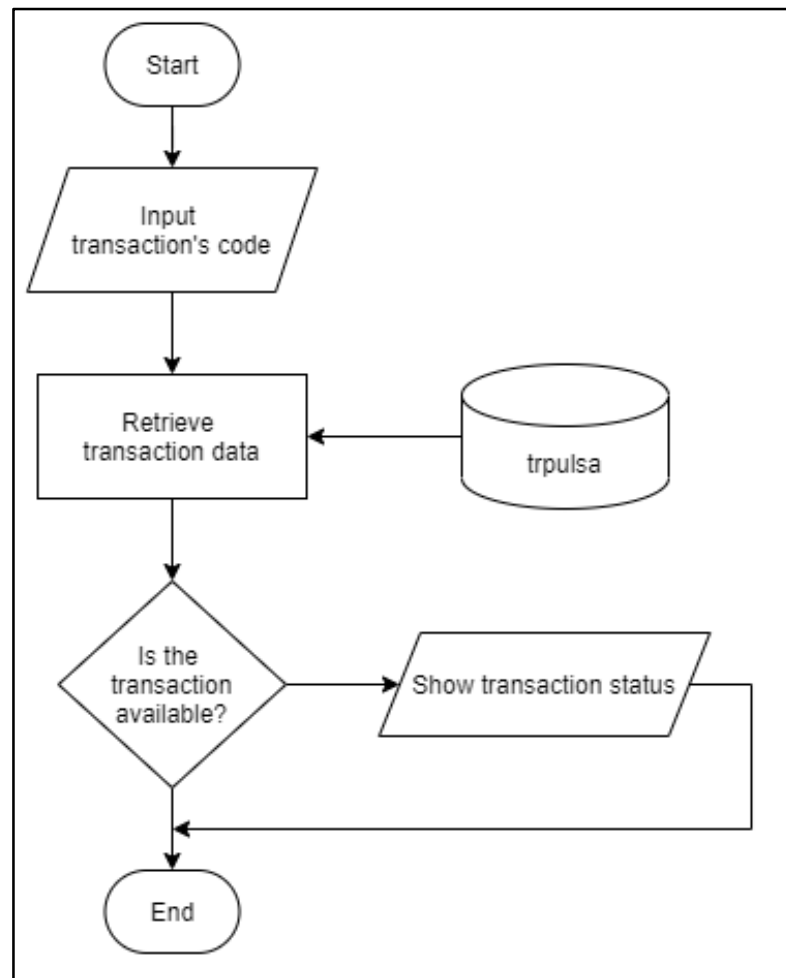 Start
Input
transaction's code
Retrieve
transaction data
trpulsa
Is the
transaction
available?
Show transaction status
End